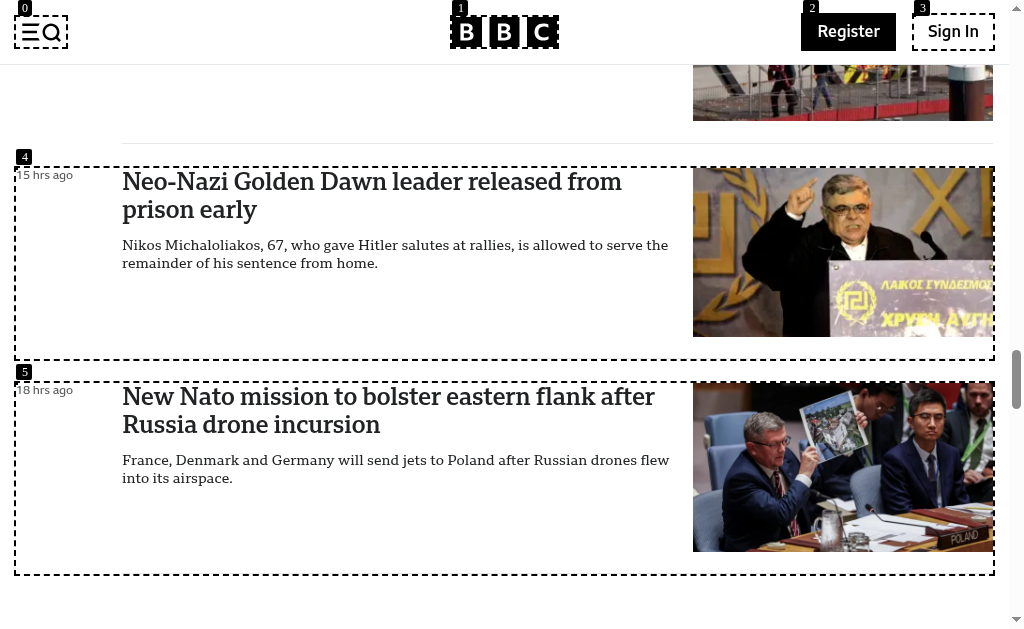 0
1
2
3
BBC
Register
Sign In
4
15 hrs ago
Neo-Nazi Golden Dawn leader released from
prison early
Nikos Michaloliakos, 67, who gave Hitler salutes at rallies, is allowed to serve the
remainder of his sentence from home.
ΛΑΙΚΟΣ ΣΥΝΔΕΣΜΟΣ
ΧΡΥΣΗ ΑΥΓΗ
5
18 hrs ago
New Nato mission to bolster eastern flank after
Russia drone incursion
France, Denmark and Germany will send jets to Poland after Russian drones flew
into its airspace.
POLAND